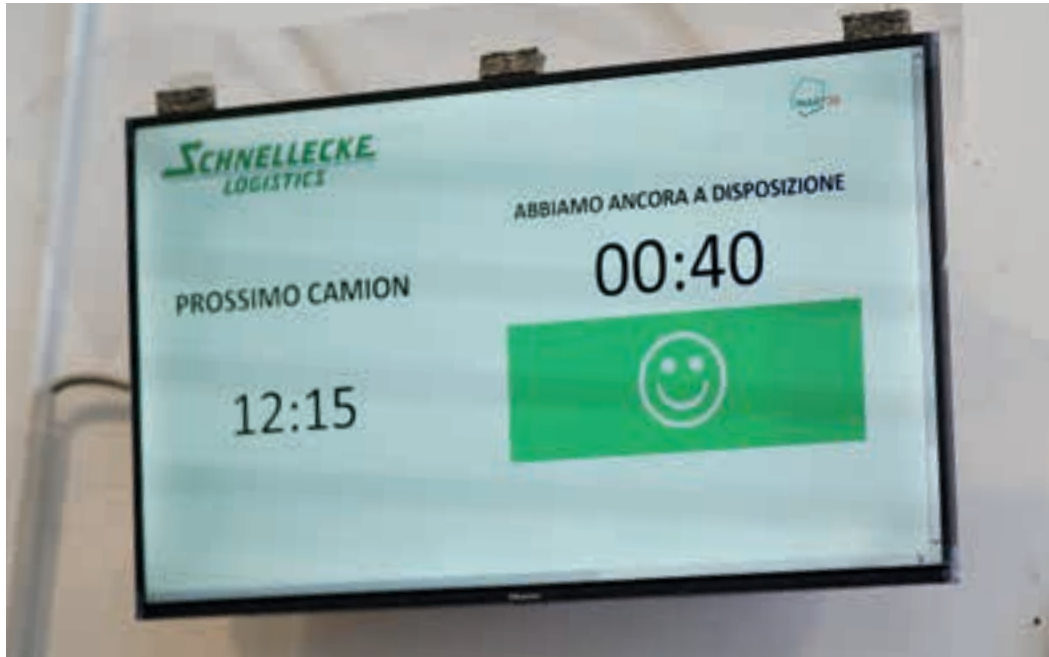 SCHNELLECKE
LOGISTICS
PROSSIMO CAMION
12:15
ABBIAMO ANCORA A DISPOSIZIONE
00:40